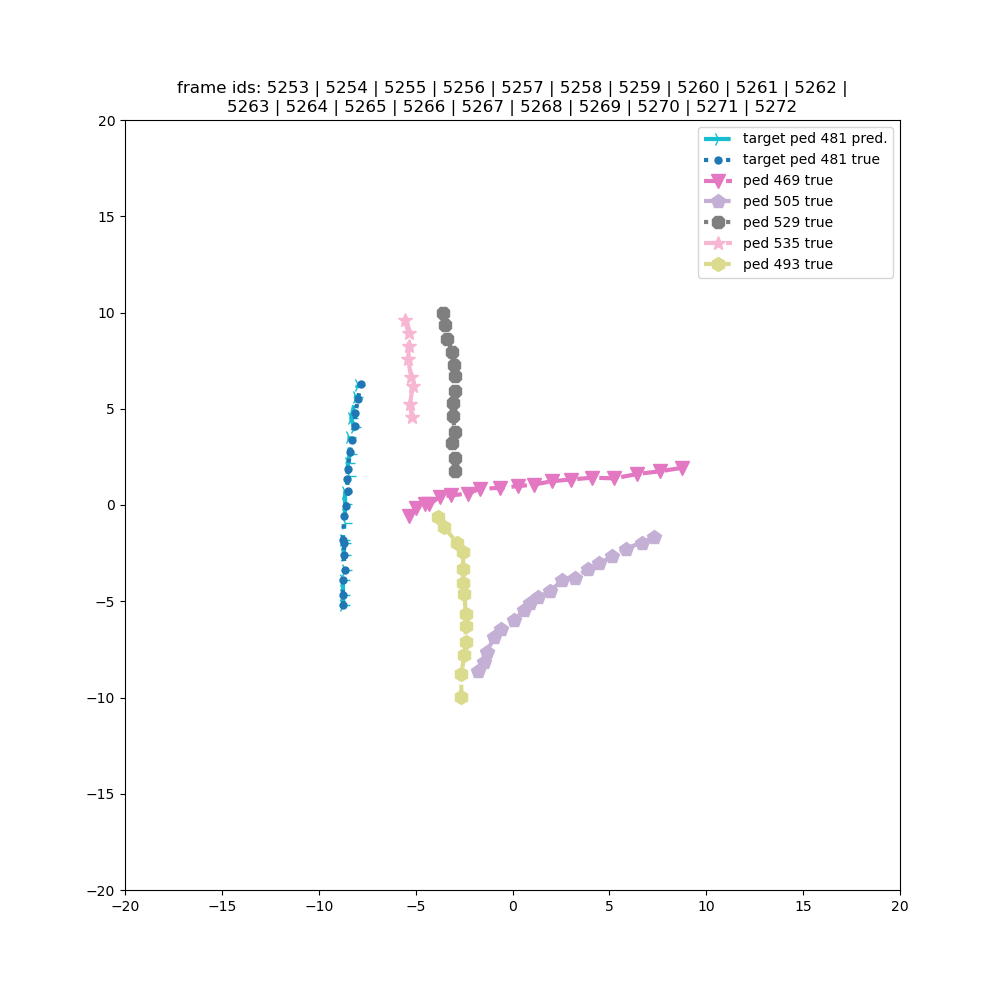 frame ids: 5253 | 5254 | 5255 | 5256 | 5257 | 5258 | 5259 | 5260 | 5261 | 5262 |
5263 | 5264 | 5265 | 5266 | 5267 | 5268 | 5269 | 5270 | 5271 | 5272
target ped 481 pred.
target ped 481 true
ped 469 true
ped 505 true
ped 529 true
ped 535 true
ped 493 true
20
15
10
5
0
−5
−10
−15
−20
−20 −15 −10 −5 0 5 10 15 20